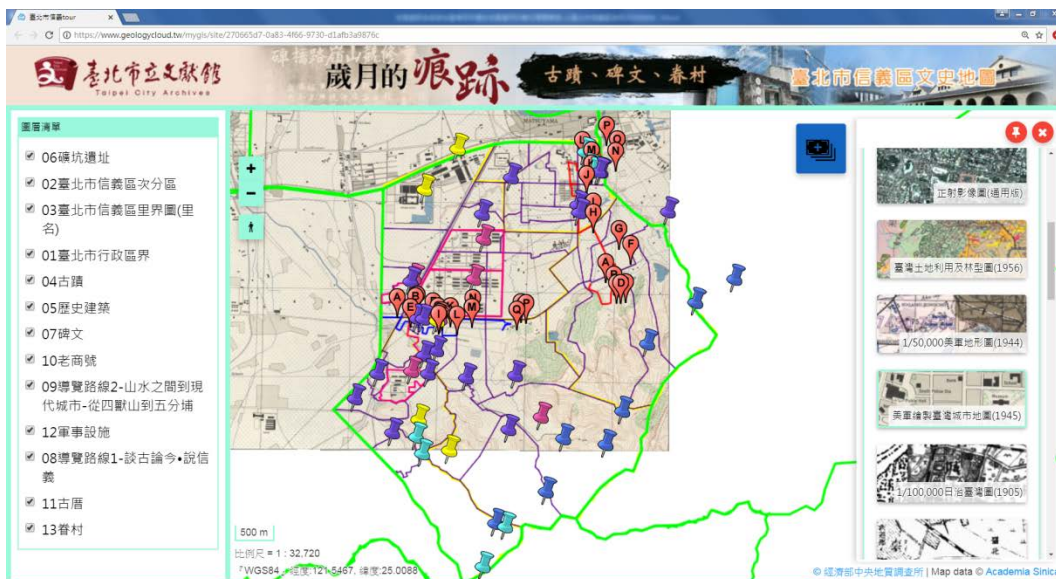 臺北市信義tour
https://www.geologycloud.tw/mygis/site/270665d7-0a83-4f66-9730-d1afb3a9876c
臺北市立文獻館
Taipei City Archives
歲月的痕跡
古蹟、碑文、眷村
臺北市信義區文史地圖
圖層清單
06礦坑遺址
02臺北市信義區次分區
03臺北市信義區里界圖(里
名)
01臺北市行政區界
04古蹟
05歷史建築
07碑文
10老商號
09導覽路線2-山水之間到現
代城市-從四獸山到五分埔
12軍事設施
08導覽路線1-談古論今•說信
義
11古厝
13眷村
P
Q
N
M
J
H
G
F
A
D
A
B
E
I
L
N
M
Q
P
500 m
比例尺 = 1 : 32,720
『WGS84』經度:121.5467, 緯度:25.0088
正射影像圖(通用版)
臺灣土地利用及林型圖(1956)
1/50,000美軍地形圖(1944)
美軍繪製臺灣城市地圖(1945)
1/100,000日治臺灣圖(1905)
© 經濟部中央地質調查所 | Map data © Academia Sinica